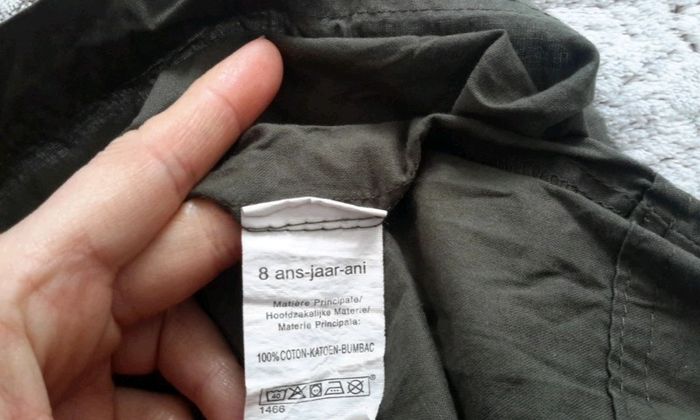 8 ans-jaar-ani
Matière Principale/
Hoofdzakelijke Materie/
Materie Principala:
100%COTON-KATOEN-BUMBAC
40
1466